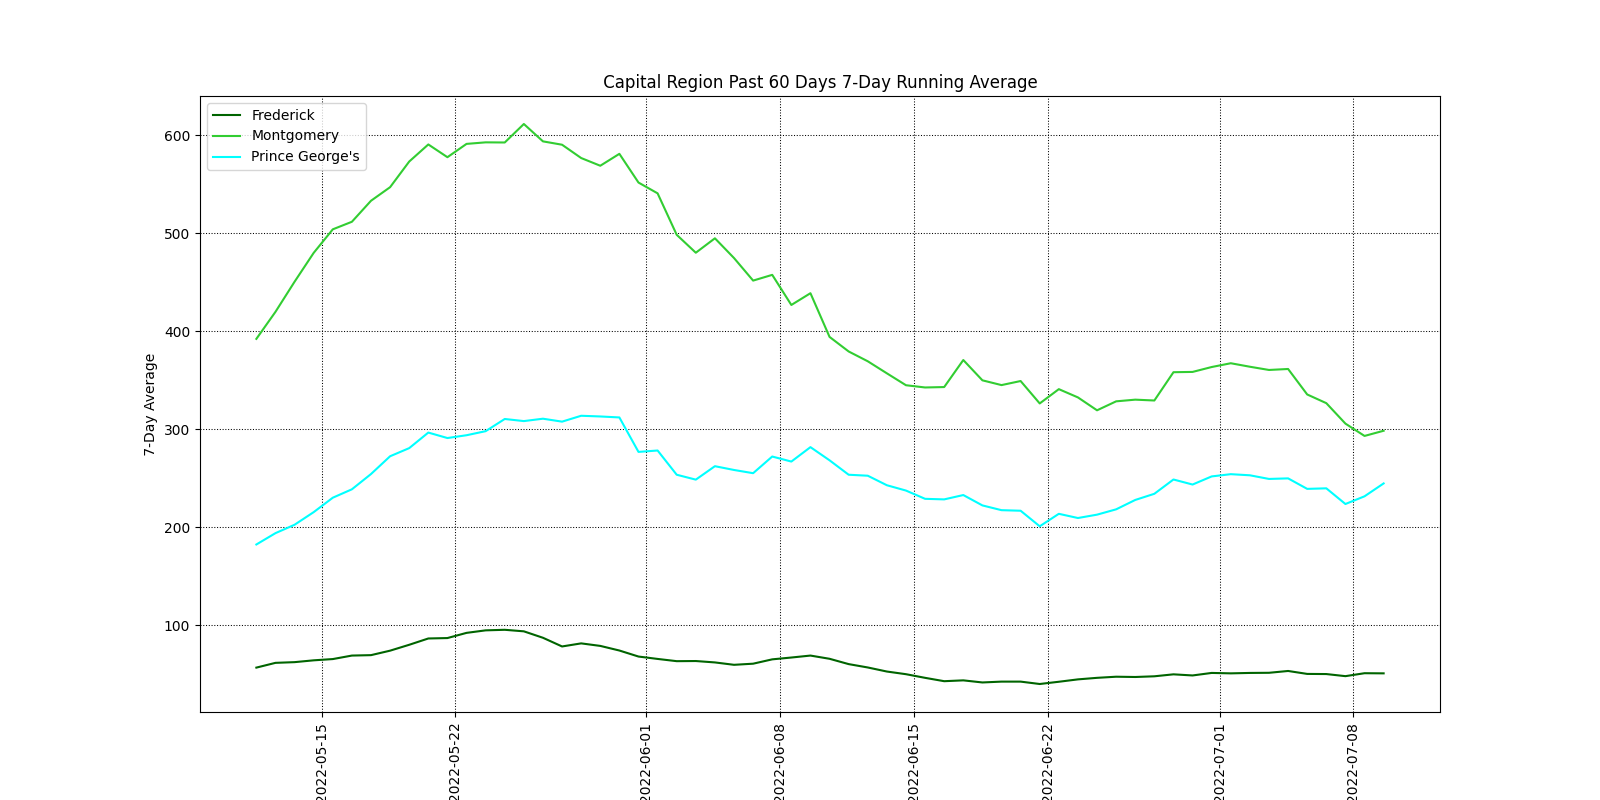 Capital Region Past 60 Days 7-Day Running Average
Frederick
Montgomery
Prince George's
7-Day Average
600
500
400
300
200
100
2022-05-15
2022-05-22
2022-06-01
2022-06-08
2022-06-15
2022-06-22
2022-07-01
2022-07-08